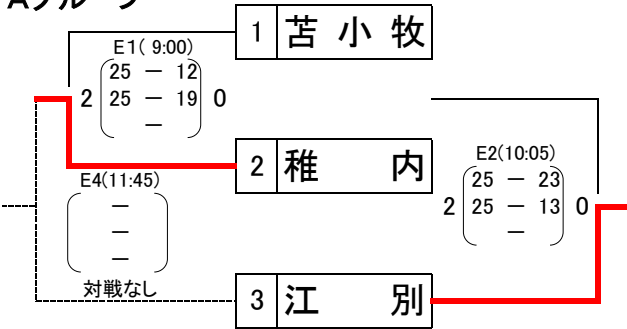 Aグループ
1 苫小牧
E1( 9:00)
25 － 12
2 25 － 19 0
－
2 稚 内
E2(10:05)
25 － 23
2 25 － 13 0
－
E4(11:45)
－
－
－
対戦なし
3 江 別